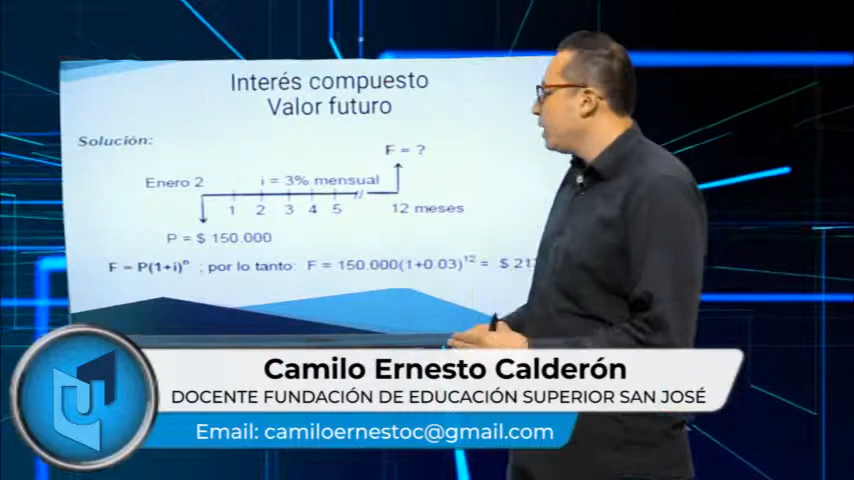 Interés compuesto
Valor futuro
Solución:
F = ?
Enero 2 i = 3% mensual
1 2 3 4 5 12 meses
P = $ 150.000
F = P(1+i)ⁿ ; por lo tanto: F = 150.000(1+0.03)¹² = $ 21
Camilo Ernesto Calderón
DOCENTE FUNDACIÓN DE EDUCACIÓN SUPERIOR SAN JOSÉ
Email: camiloernestoc@gmail.com